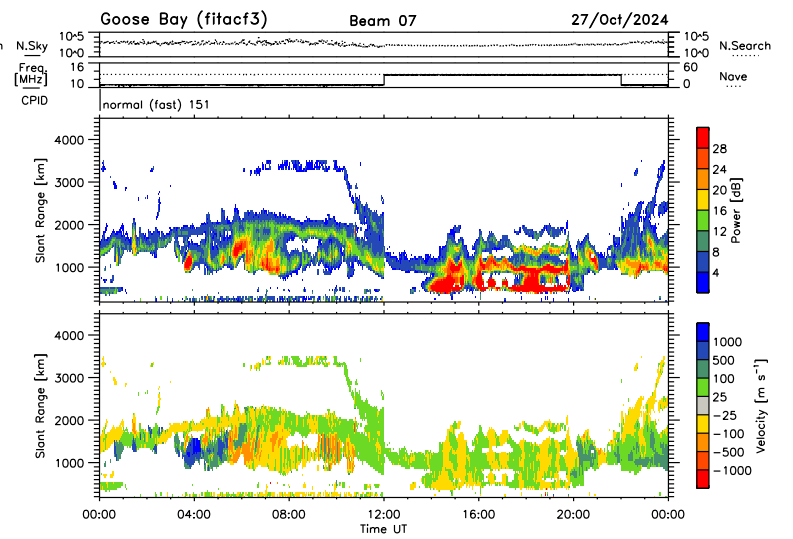 Goose Bay (fitacf3) Beam 07 27/Oct/2024
N.Sky 10^5 10^0 10^5 10^0 N.Search
Freq [MHz] 16 10 60 0 Nave
CPID normal (fast) 151
Slant Range [km] 4000 3000 2000 1000
Power [dB] 28 24 20 16 12 8 4
Slant Range [km] 4000 3000 2000 1000
Velocity [m s⁻¹] 1000 500 100 25 −25 −100 −500 −1000
00:00 04:00 08:00 12:00 16:00 20:00 00:00
Time UT